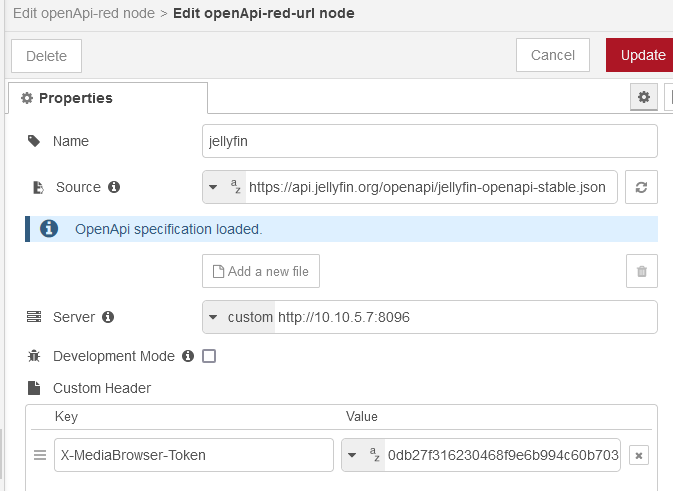 Edit openApi-red node > Edit openApi-red-url node
Delete
Cancel
Update
Properties
Name
jellyfin
Source
az https://api.jellyfin.org/openapi/jellyfin-openapi-stable.json
OpenApi specification loaded.
Add a new file
Server
custom http://10.10.5.7:8096
Development Mode
Custom Header
Key Value
X-MediaBrowser-Token az 0db27f316230468f9e6b994c60b703